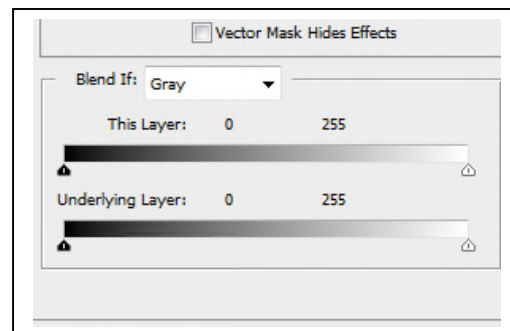 Vector Mask Hides Effects
Blend If: Gray
This Layer: 0 255
Underlying Layer: 0 255